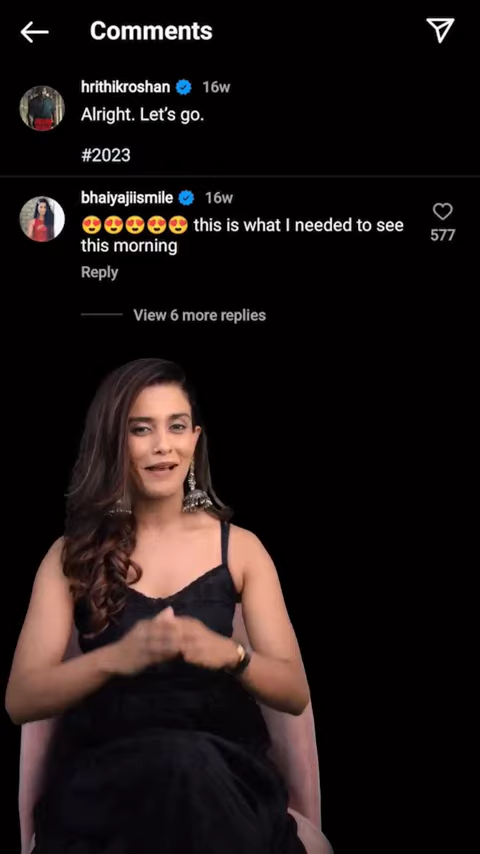 Comments
hrithikroshan 16w
Alright. Let's go.
#2023
bhaiyajiismile 16w
😍😍😍😍😍 this is what I needed to see
this morning
577
Reply
View 6 more replies